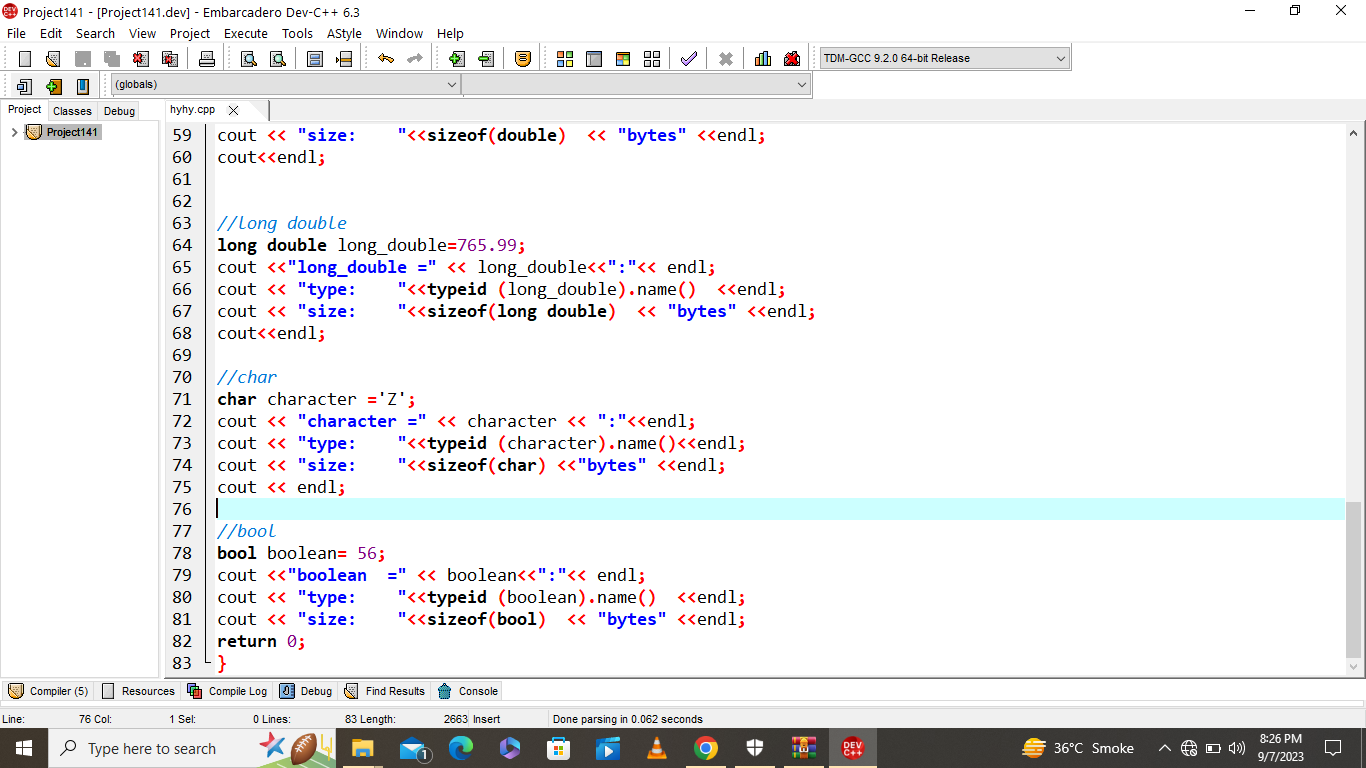 Project141 - [Project141.dev] - Embarcadero Dev-C++ 6.3
File Edit Search View Project Execute Tools AStyle Window Help
TDM-GCC 9.2.0 64-bit Release
(globals)
Project Classes Debug
hyhy.cpp
Project141
59 cout << "size:    "<<sizeof(double)  << "bytes" <<endl;
60 cout<<endl;
61
62
63 //long double
64 long double long_double=765.99;
65 cout <<"long_double =" << long_double<<":"<< endl;
66 cout << "type:    "<<typeid (long_double).name()  <<endl;
67 cout << "size:    "<<sizeof(long double)  << "bytes" <<endl;
68 cout<<endl;
69
70 //char
71 char character ='Z';
72 cout << "character =" << character << ":"<<endl;
73 cout << "type:    "<<typeid (character).name()<<endl;
74 cout << "size:    "<<sizeof(char) <<"bytes" <<endl;
75 cout << endl;
76
77 //bool
78 bool boolean= 56;
79 cout <<"boolean  =" << boolean<<":"<< endl;
80 cout << "type:    "<<typeid (boolean).name()  <<endl;
81 cout << "size:    "<<sizeof(bool)  << "bytes" <<endl;
82 return 0;
83 }
Compiler (5) Resources Compile Log Debug Find Results Console
Line: 76 Col: 1 Sel: 0 Lines: 83 Length: 2663 Insert Done parsing in 0.062 seconds
Type here to search
1
DEV C++
36°C Smoke
8:26 PM
9/7/2023